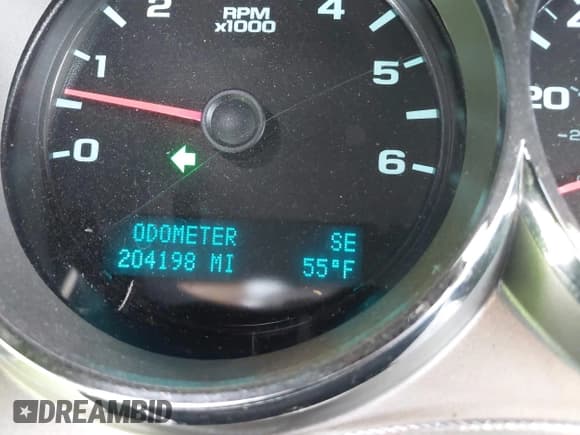 2 RPM 4
x1000
1 5
0 6
ODOMETER SE
204198 MI 55°F
20
DREAMBID